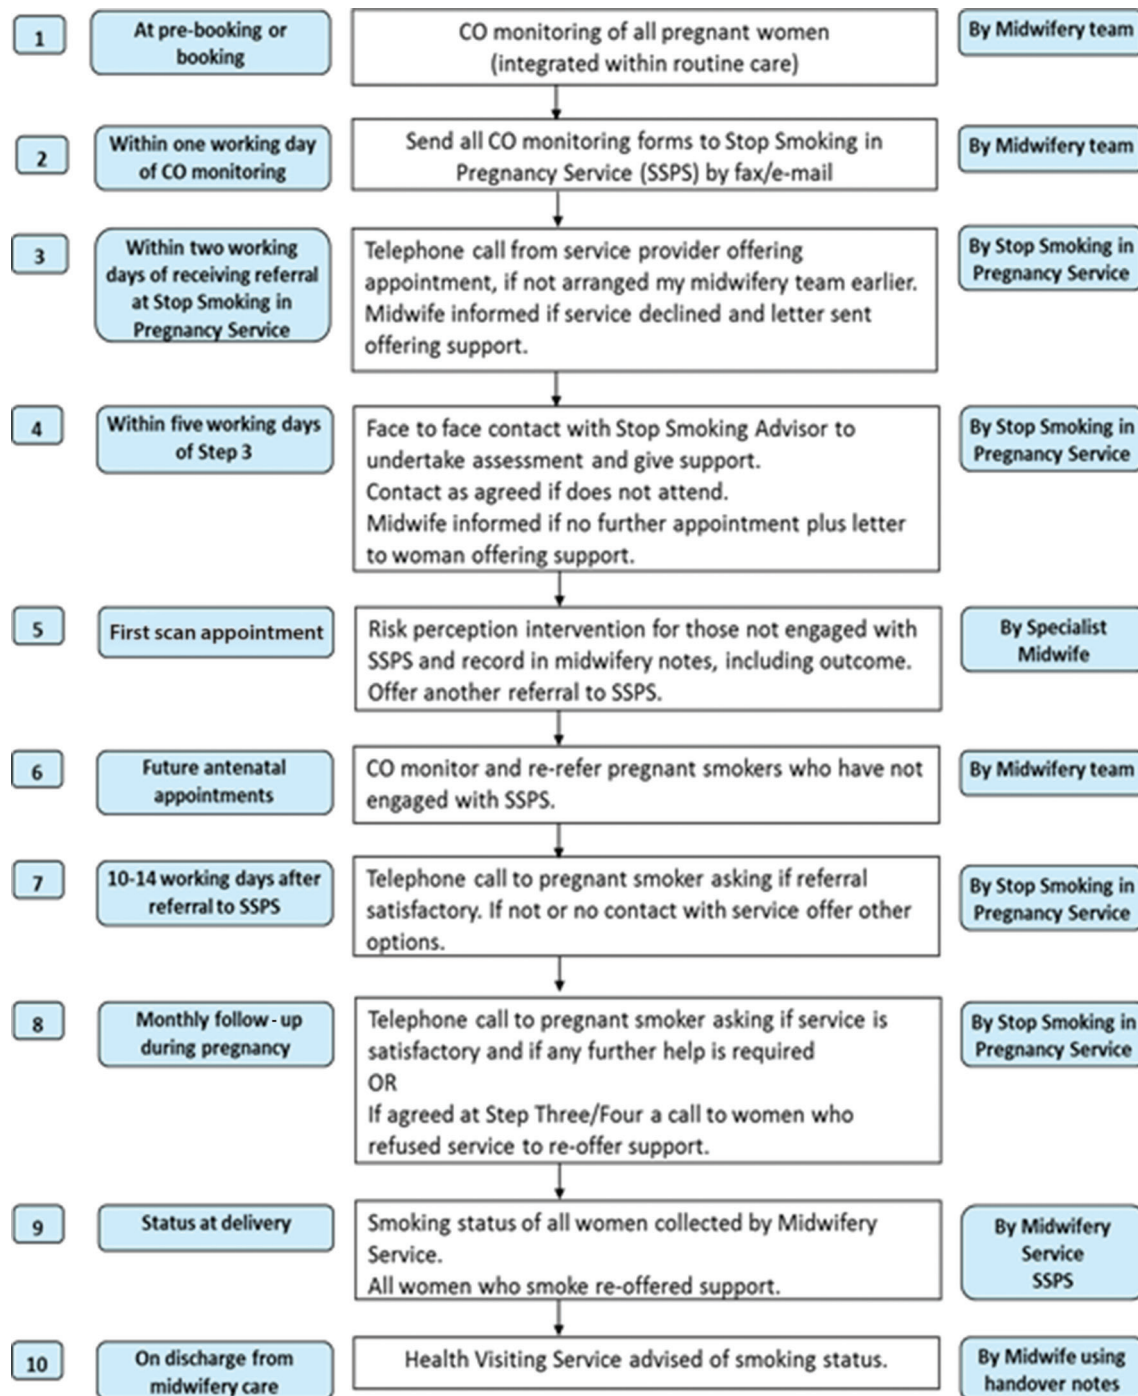 1
At pre-booking or
booking
CO monitoring of all pregnant women
(integrated within routine care)
By Midwifery team
2
Within one working day
of CO monitoring
Send all CO monitoring forms to Stop Smoking in
Pregnancy Service (SSPS) by fax/e-mail
By Midwifery team
3
Within two working
days of receiving referral
at Stop Smoking in
Pregnancy Service
Telephone call from service provider offering
appointment, if not arranged my midwifery team earlier.
Midwife informed if service declined and letter sent
offering support.
By Stop Smoking in
Pregnancy Service
4
Within five working days
of Step 3
Face to face contact with Stop Smoking Advisor to
undertake assessment and give support.
Contact as agreed if does not attend.
Midwife informed if no further appointment plus letter
to woman offering support.
By Stop Smoking in
Pregnancy Service
5
First scan appointment
Risk perception intervention for those not engaged with
SSPS and record in midwifery notes, including outcome.
Offer another referral to SSPS.
By Specialist
Midwife
6
Future antenatal
appointments
CO monitor and re-refer pregnant smokers who have not
engaged with SSPS.
By Midwifery team
7
10-14 working days after
referral to SSPS
Telephone call to pregnant smoker asking if referral
satisfactory. If not or no contact with service offer other
options.
By Stop Smoking in
Pregnancy Service
8
Monthly follow-up
during pregnancy
Telephone call to pregnant smoker asking if service is
satisfactory and if any further help is required
OR
If agreed at Step Three/Four a call to women who
refused service to re-offer support.
By Stop Smoking in
Pregnancy Service
9
Status at delivery
Smoking status of all women collected by Midwifery
Service.
All women who smoke re-offered support.
By Midwifery
Service
SSPS
10
On discharge from
midwifery care
Health Visiting Service advised of smoking status.
By Midwife using
handover notes